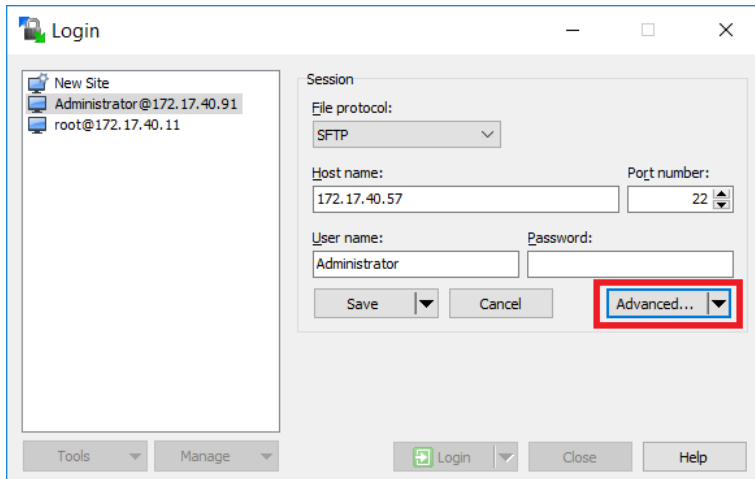 Login
New Site
Administrator@172.17.40.91
root@172.17.40.11
Session
File protocol:
SFTP
Host name:
Port number:
172.17.40.57
22
User name:
Password:
Administrator
Save
Cancel
Advanced...
Tools
Manage
Login
Close
Help